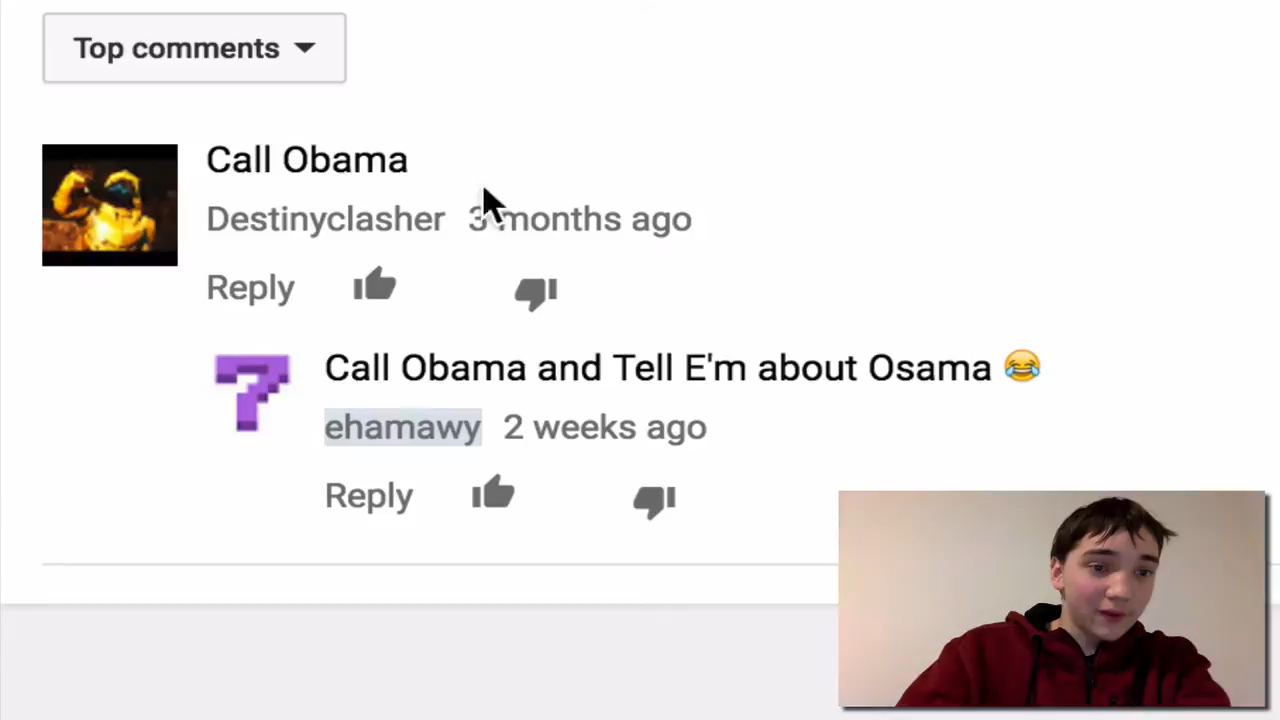 Top comments
Call Obama
Destinyclasher 3 months ago
Reply
Call Obama and Tell E'm about Osama 😂
ehamawy 2 weeks ago
Reply